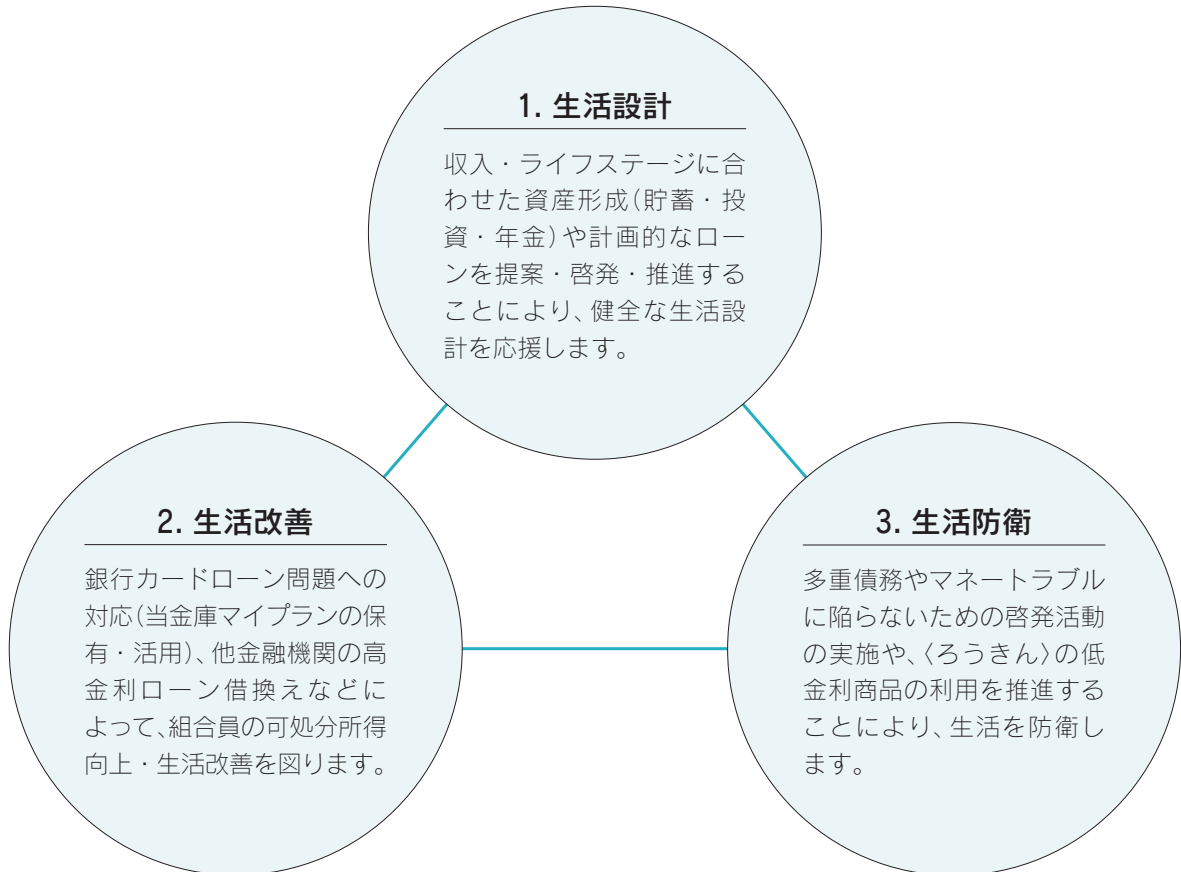 1. 生活設計
収入・ライフステージに合
わせた資産形成(貯蓄・投
資・年金)や計画的なロー
ンを提案・啓発・推進する
ことにより、健全な生活設
計を応援します。
2. 生活改善
銀行カードローン問題への
対応(当金庫マイプランの保
有・活用)、他金融機関の高
金利ローン借換えなどに
よって、組合員の可処分所得
向上・生活改善を図ります。
3. 生活防衛
多重債務やマネートラブル
に陥らないための啓発活動
の実施や、〈ろうきん〉の低
金利商品の利用を推進する
ことにより、生活を防衛し
ます。